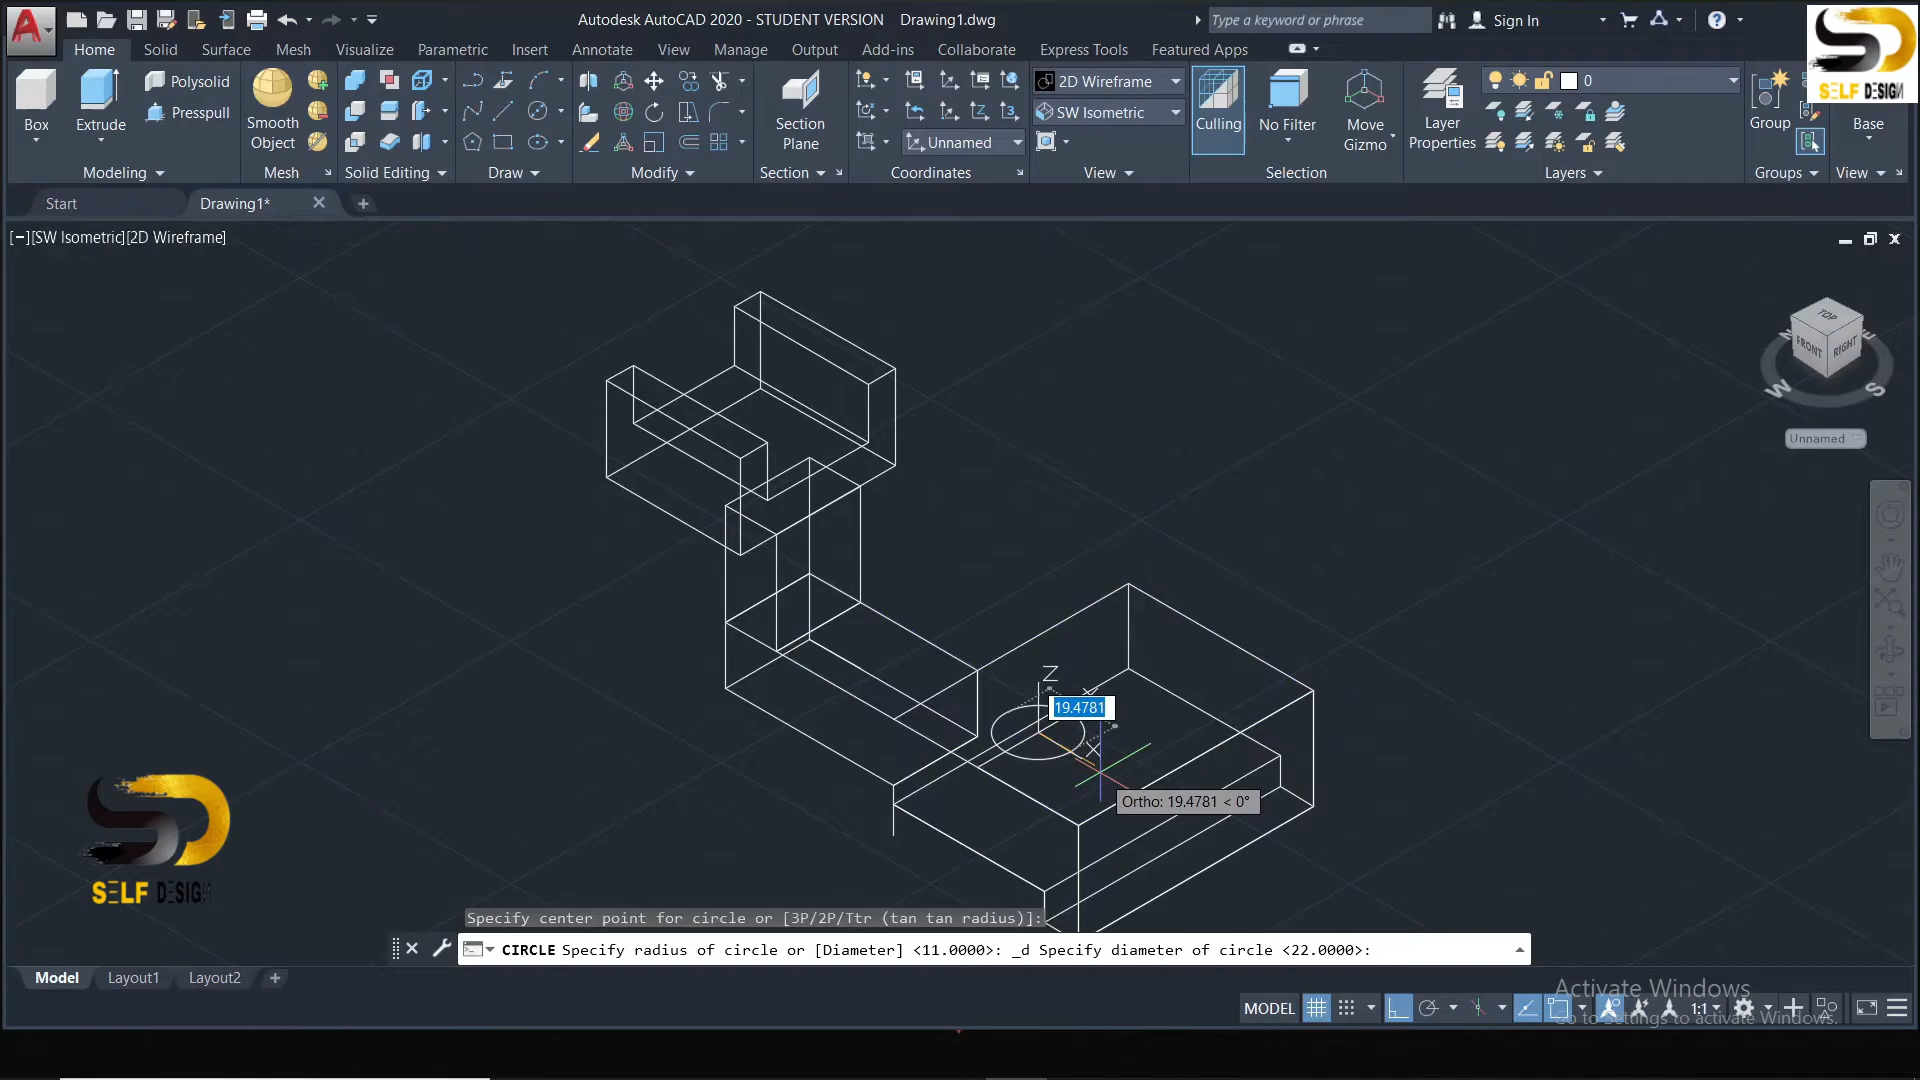 Autodesk AutoCAD 2020 - STUDENT VERSION Drawing1.dwg
Type a keyword or phrase
Sign In
Home Solid Surface Mesh Visualize Parametric Insert Annotate View Manage Output Add-ins Collaborate Express Tools Featured Apps
SELF DESIGN
Box
Extrude
Polysolid
Presspull
Smooth
Object
Section
Plane
Unnamed
2D Wireframe
SW Isometric
Culling
No Filter
Move
Gizmo
Layer
Properties
0
Group
Base
Modeling Mesh Solid Editing Draw Modify Section Coordinates View Selection Layers Groups View
Start
Drawing1*
[−][SW Isometric][2D Wireframe]
TOP
FRONT
RIGHT
W
S
Unnamed
Z
X
19.4781
Ortho: 19.4781 < 0°
SELF DESIGN
Specify center point for circle or [3P/2P/Ttr (tan tan radius)]:
CIRCLE Specify radius of circle or [Diameter] <11.0000>: _d Specify diameter of circle <22.0000>:
Model Layout1 Layout2
Activate Windows
Go to Settings to activate Windows.
MODEL
1:1